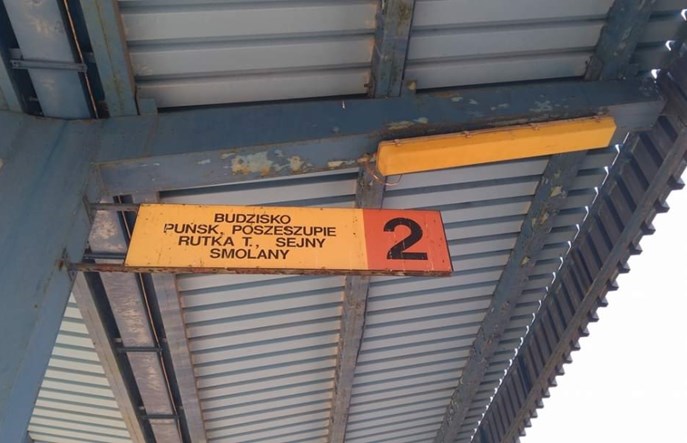 BUDZISKO
PUŃSK, POSZESZUPIE
RUTKA T., SEJNY
SMOLANY
2